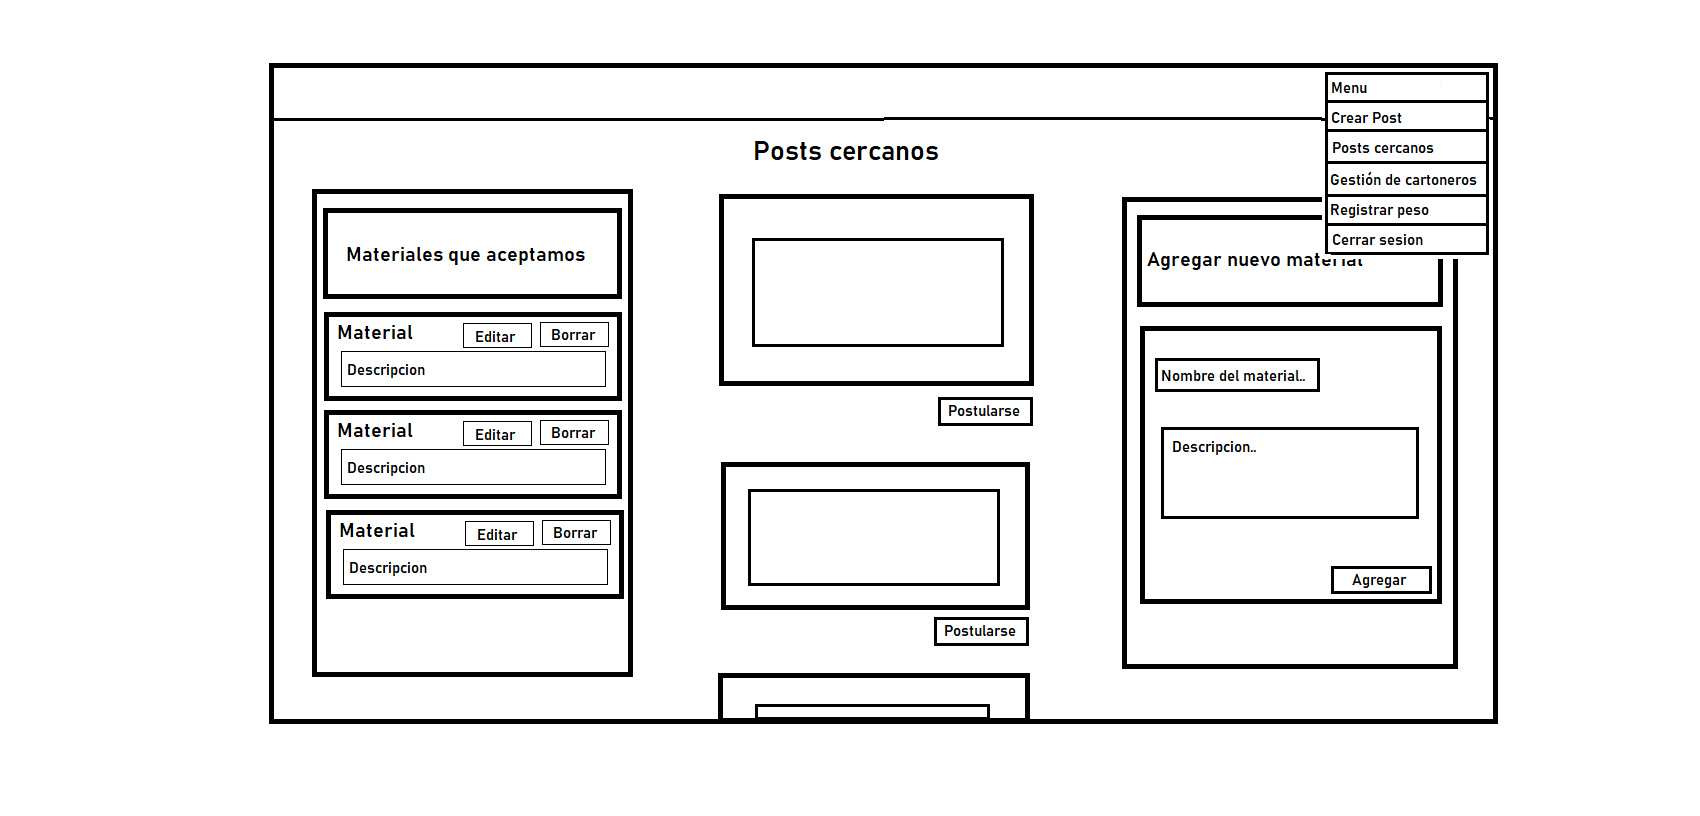 Menu
Crear Post
Posts cercanos
Gestión de cartoneros
Registrar peso
Cerrar sesion
Posts cercanos
Materiales que aceptamos
Material
Editar
Borrar
Descripcion
Material
Editar
Borrar
Descripcion
Material
Editar
Borrar
Descripcion
Postularse
Postularse
Agregar nuevo material
Nombre del material..
Descripcion..
Agregar